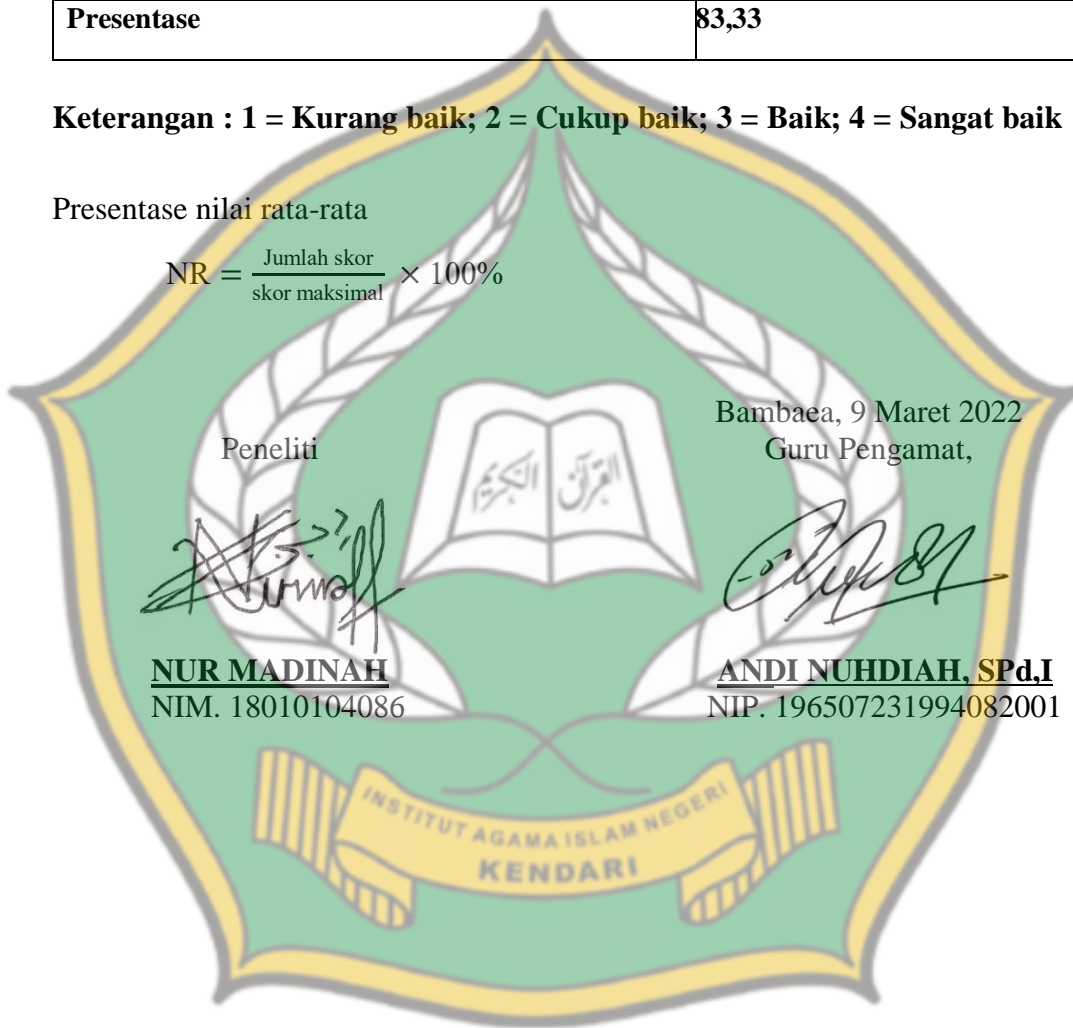 Presentase 83,33
Keterangan : 1 = Kurang baik; 2 = Cukup baik; 3 = Baik; 4 = Sangat baik
Presentase nilai rata-rata
NR = Jumlah skor / skor maksimal × 100%
Bambaea, 9 Maret 2022
Peneliti Guru Pengamat,
القرآن الكريم
NUR MADINAH ANDI NUHDIAH, SPd,I
NIM. 18010104086 NIP. 196507231994082001
INSTITUT AGAMA ISLAM NEGERI
KENDARI